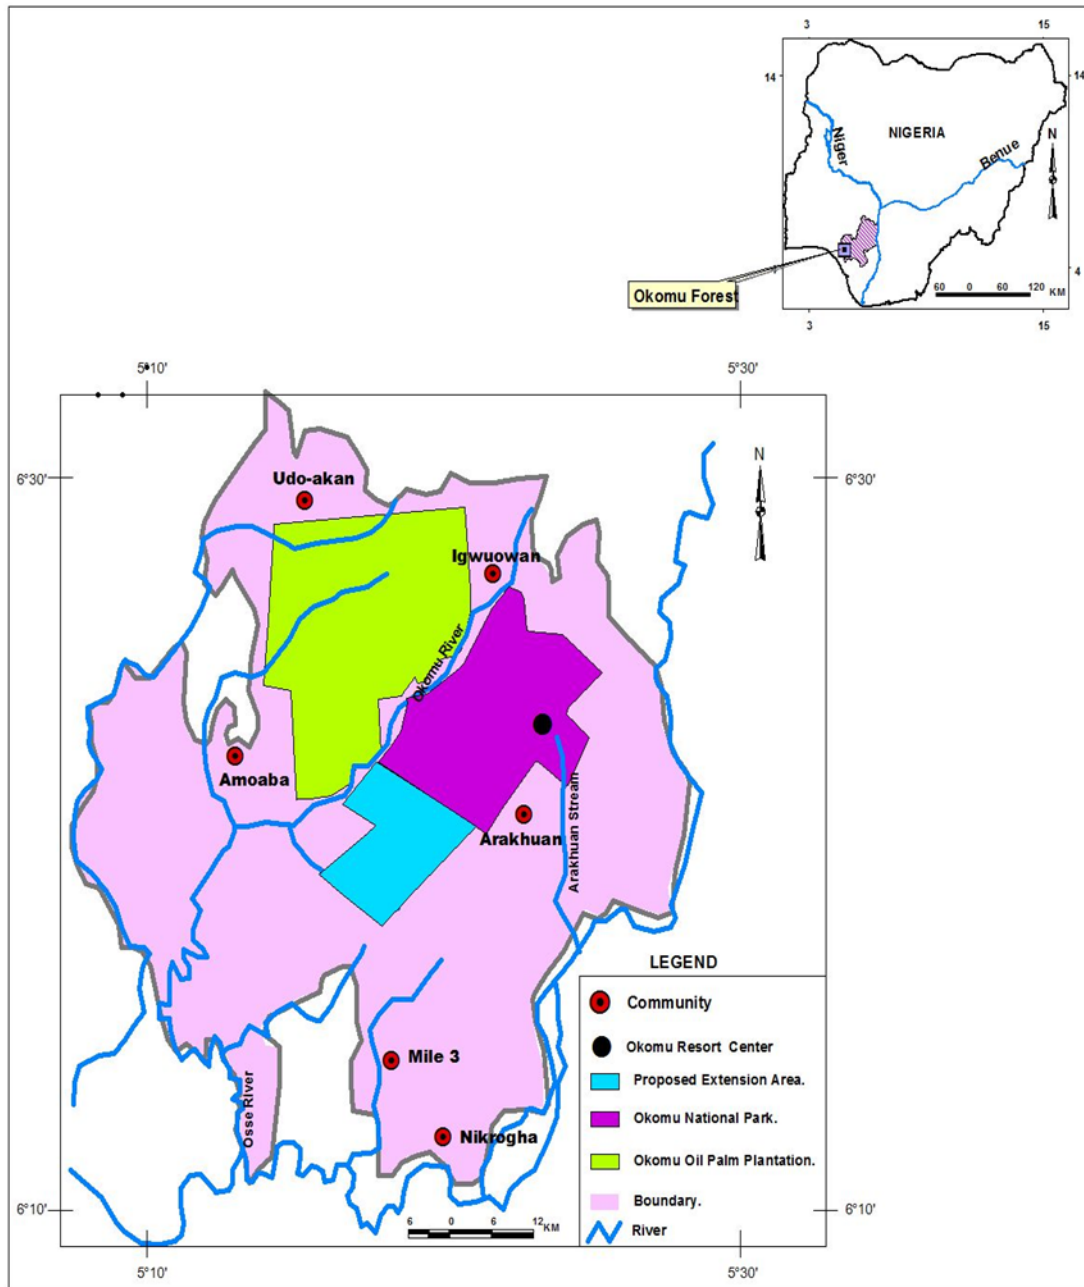 3
15
14
14
NIGERIA
N
Niger
Benue
4
4
Okomu Forest
60 0 60 120 KM
3
15
5°10'
5°30'
N
6°30'
6°30'
Udo-akan
Igwuowan
Okomu River
Amoaba
Arakhuan
Arakhuan Stream
LEGEND
Community
Okomu Resort Center
Mile 3
Proposed Extension Area.
Osse River
Okomu National Park.
Nikrogha
Okomu Oil Palm Plantation.
Boundary.
6°10'
6°10'
6 0 6 12 KM
River
5°10'
5°30'